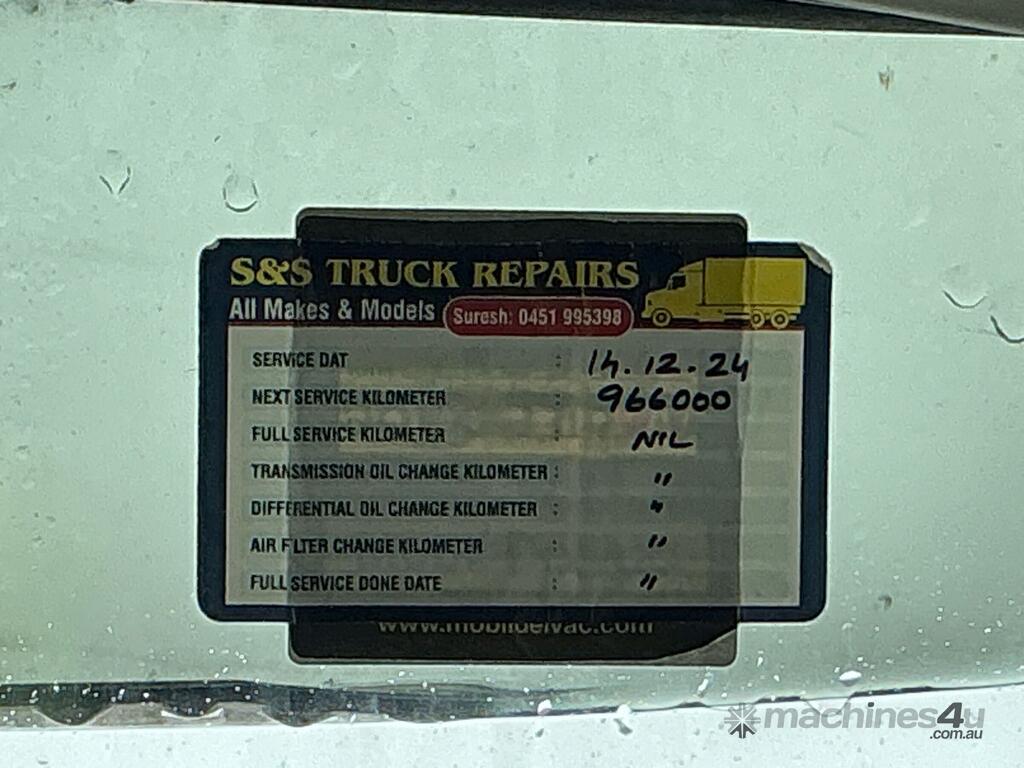 S&S TRUCK REPAIRS
All Makes & Models Suresh: 0451 995398
SERVICE DAT : 14.12.24
NEXT SERVICE KILOMETER : 966000
FULL SERVICE KILOMETER : NIL
TRANSMISSION OIL CHANGE KILOMETER : "
DIFFERENTIAL OIL CHANGE KILOMETER : "
AIR FILTER CHANGE KILOMETER : "
FULL SERVICE DONE DATE : "
www.mobildelvac.com
machines4u
.com.au